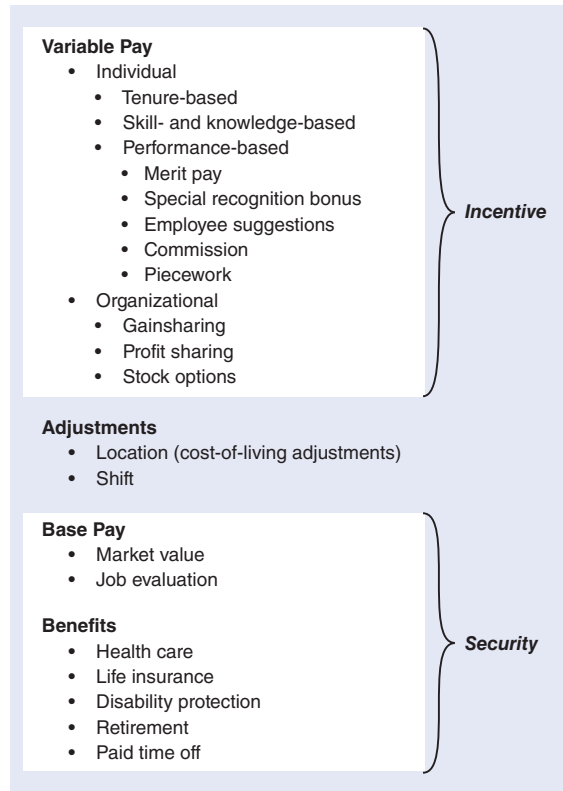 Variable Pay
• Individual
• Tenure-based
• Skill- and knowledge-based
• Performance-based
• Merit pay
• Special recognition bonus
• Employee suggestions
• Commission
• Piecework
• Organizational
• Gainsharing
• Profit sharing
• Stock options
Incentive
Adjustments
• Location (cost-of-living adjustments)
• Shift
Base Pay
• Market value
• Job evaluation
Benefits
• Health care
• Life insurance
• Disability protection
• Retirement
• Paid time off
Security